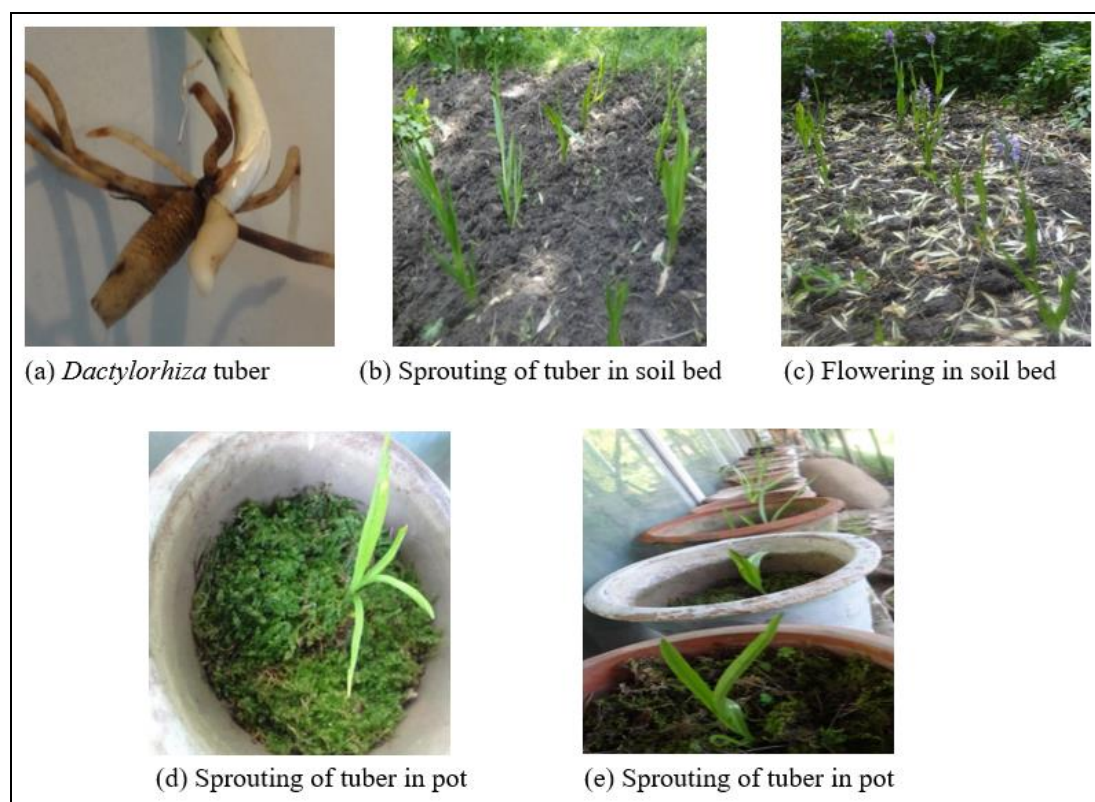 (a) Dactylorhiza tuber
(b) Sprouting of tuber in soil bed
(c) Flowering in soil bed
(d) Sprouting of tuber in pot
(e) Sprouting of tuber in pot